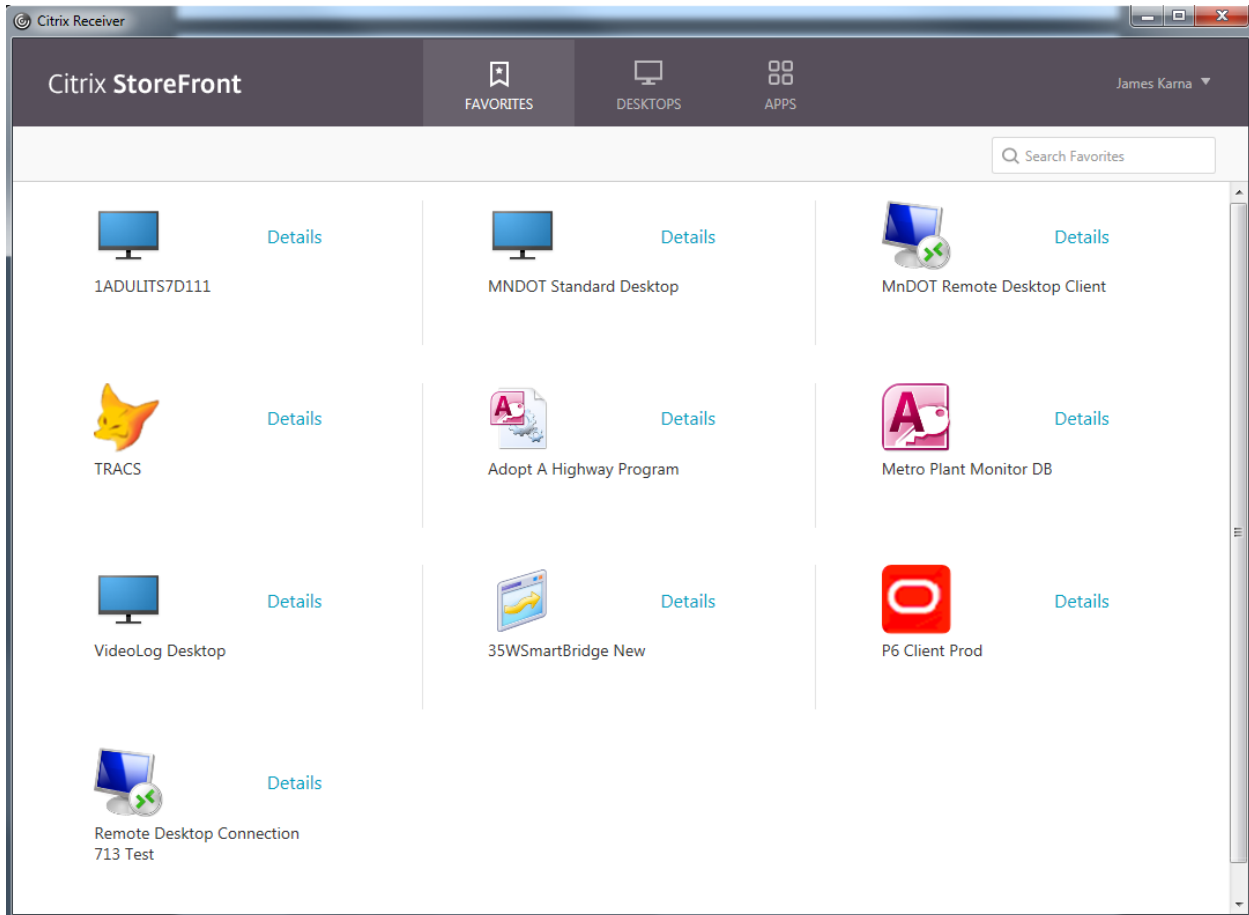 Citrix Receiver
Citrix StoreFront
FAVORITES
DESKTOPS
APPS
James Karna
Search Favorites
Details
1ADULITS7D111
Details
MNDOT Standard Desktop
Details
MnDOT Remote Desktop Client
Details
TRACS
Details
Adopt A Highway Program
Details
Metro Plant Monitor DB
Details
VideoLog Desktop
Details
35WSmartBridge New
Details
P6 Client Prod
Details
Remote Desktop Connection
713 Test